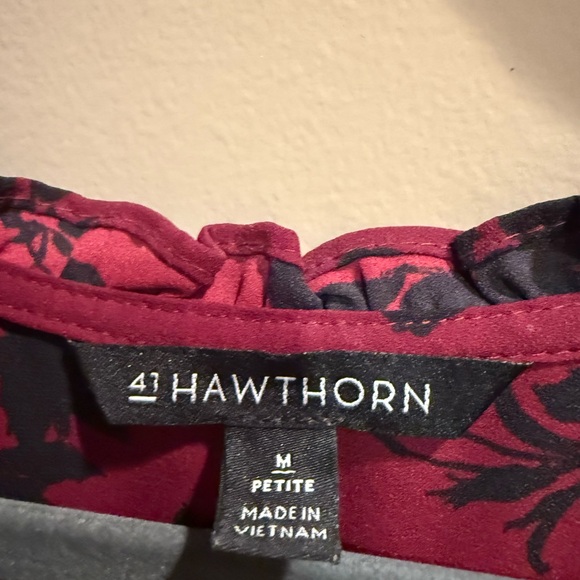 41 HAWTHORN
M
PETITE
MADE IN
VIETNAM